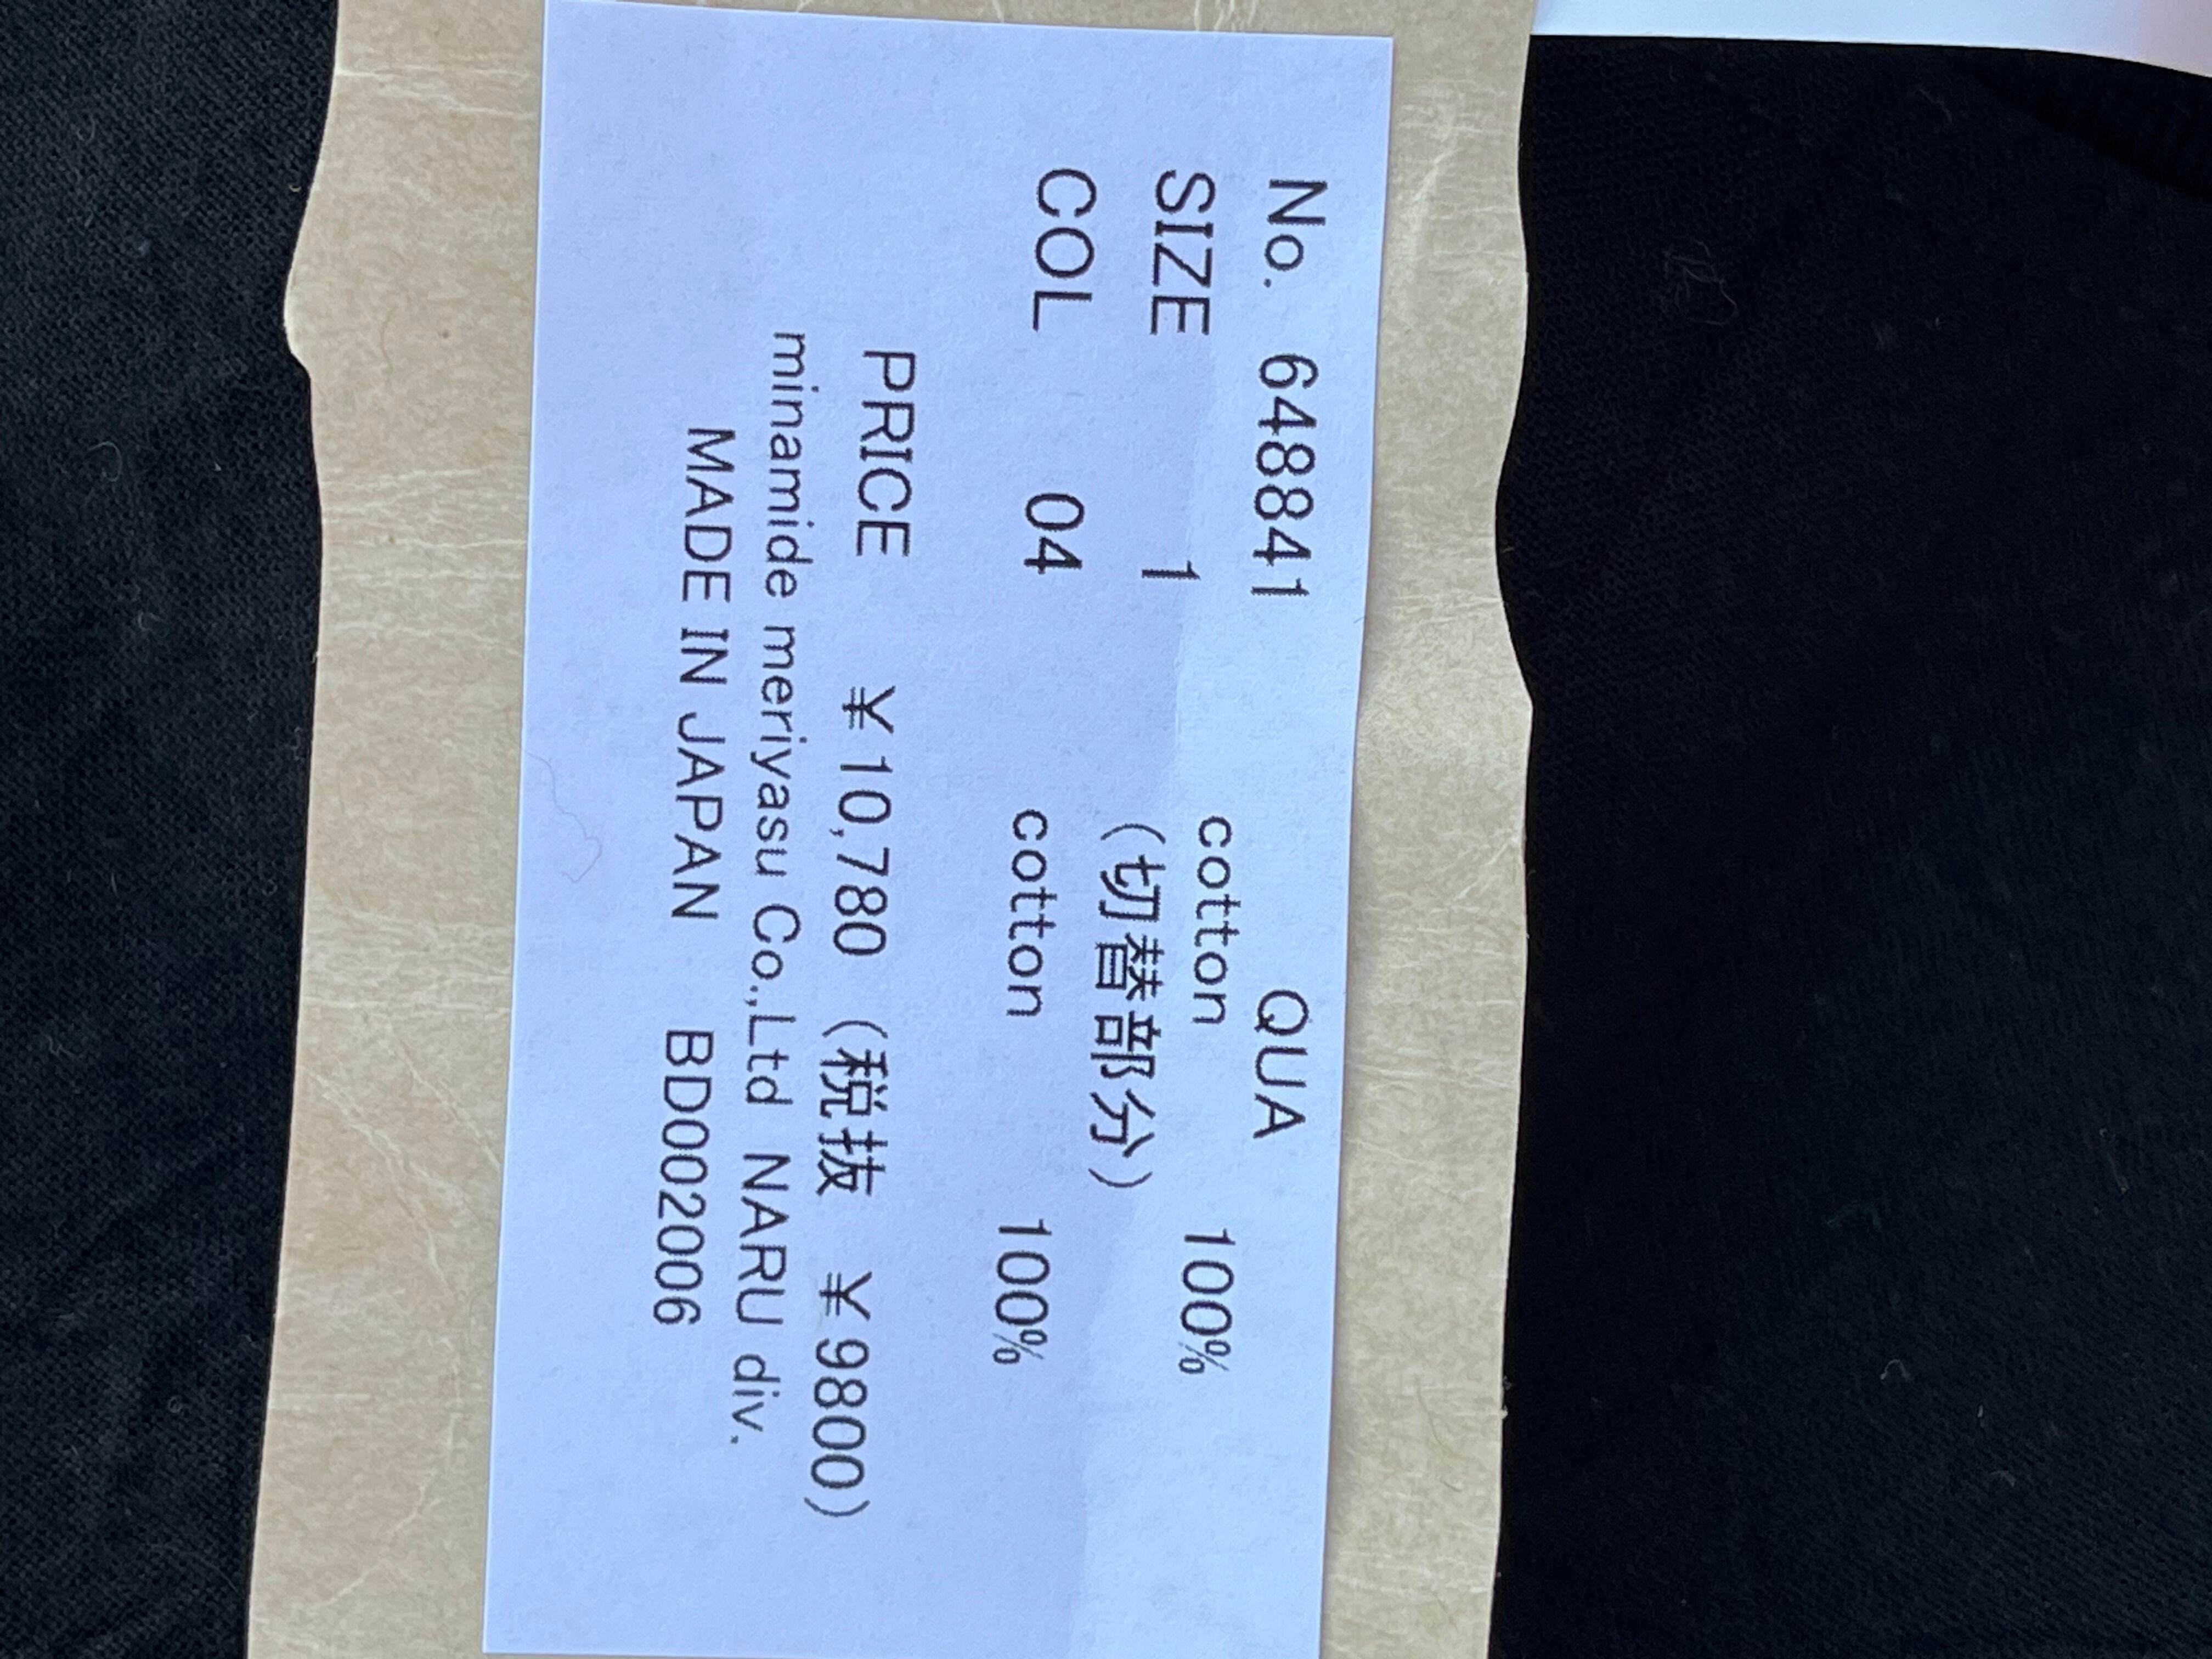 No. 648841 QUA
SIZE 1 cotton 100%
(切替部分)
COL 04 cotton 100%
PRICE ¥10,780 (税抜 ¥9800)
minamide meriyasu Co.,Ltd NARU div.
MADE IN JAPAN BD002006